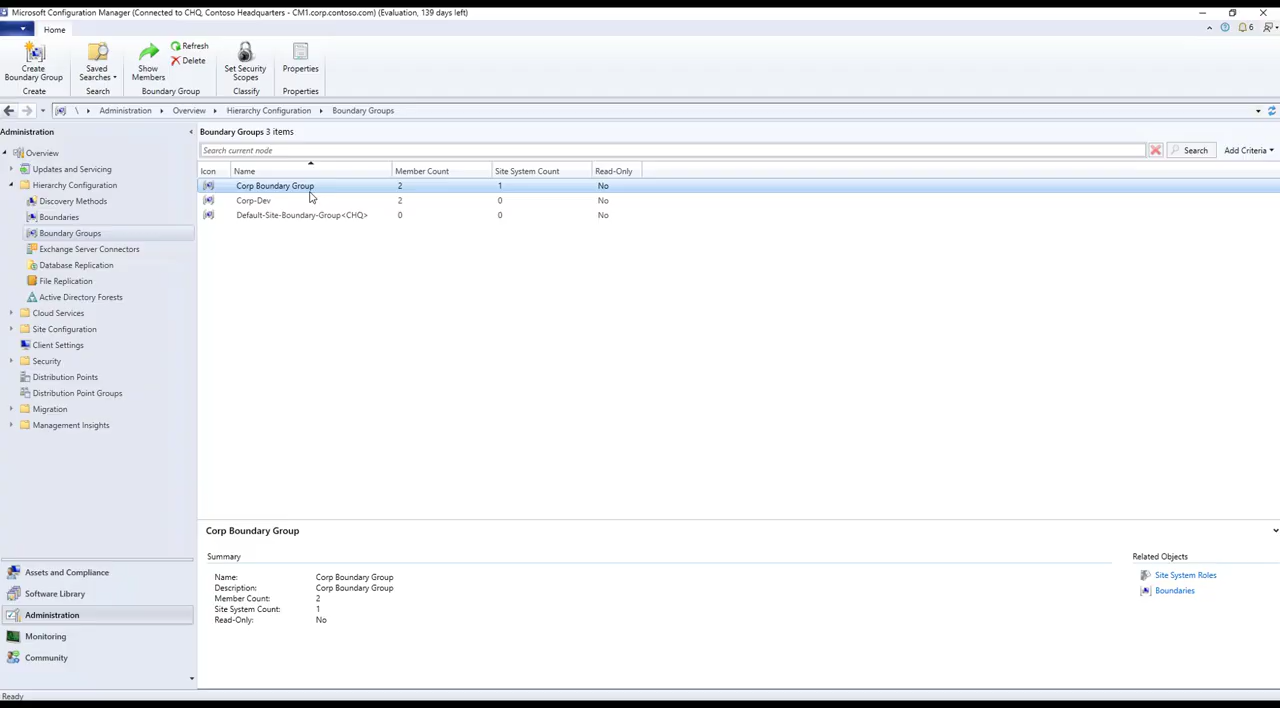 Microsoft Configuration Manager (Connected to CHQ, Contoso Headquarters - CM1.corp.contoso.com) (Evaluation, 139 days left)
Home
6
Create Boundary Group
Saved Searches
Show Members
Refresh
Delete
Set Security Scopes
Properties
Create
Search
Boundary Group
Classify
Properties
\ Administration Overview Hierarchy Configuration Boundary Groups
Administration
Overview
Updates and Servicing
Hierarchy Configuration
Discovery Methods
Boundaries
Boundary Groups
Exchange Server Connectors
Database Replication
File Replication
Active Directory Forests
Cloud Services
Site Configuration
Client Settings
Security
Distribution Points
Distribution Point Groups
Migration
Management Insights
Assets and Compliance
Software Library
Administration
Monitoring
Community
Boundary Groups 3 items
Search current node
Search
Add Criteria
Icon Name Member Count Site System Count Read-Only
Corp Boundary Group 2 1 No
Corp-Dev 2 0 No
Default-Site-Boundary-Group<CHQ> 0 0 No
Corp Boundary Group
Summary
Name: Corp Boundary Group
Description: Corp Boundary Group
Member Count: 2
Site System Count: 1
Read-Only: No
Related Objects
Site System Roles
Boundaries
Ready